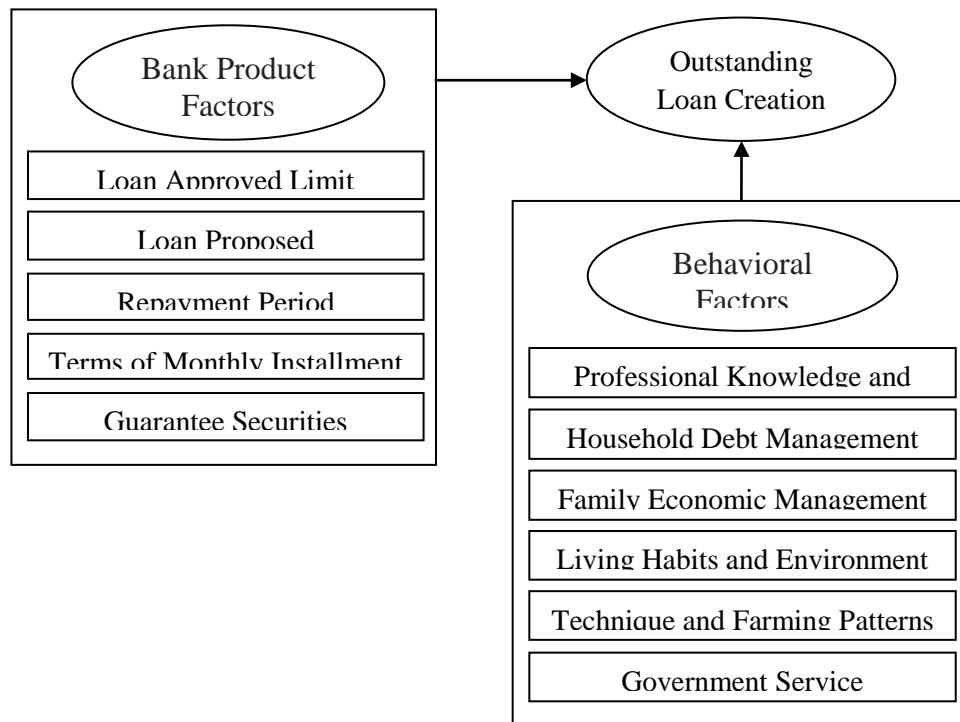 Bank Product
Factors
Loan Approved Limit
Loan Proposed
Repayment Period
Terms of Monthly Installment
Guarantee Securities
Outstanding
Loan Creation
Behavioral
Factors
Professional Knowledge and
Household Debt Management
Family Economic Management
Living Habits and Environment
Technique and Farming Patterns
Government Service